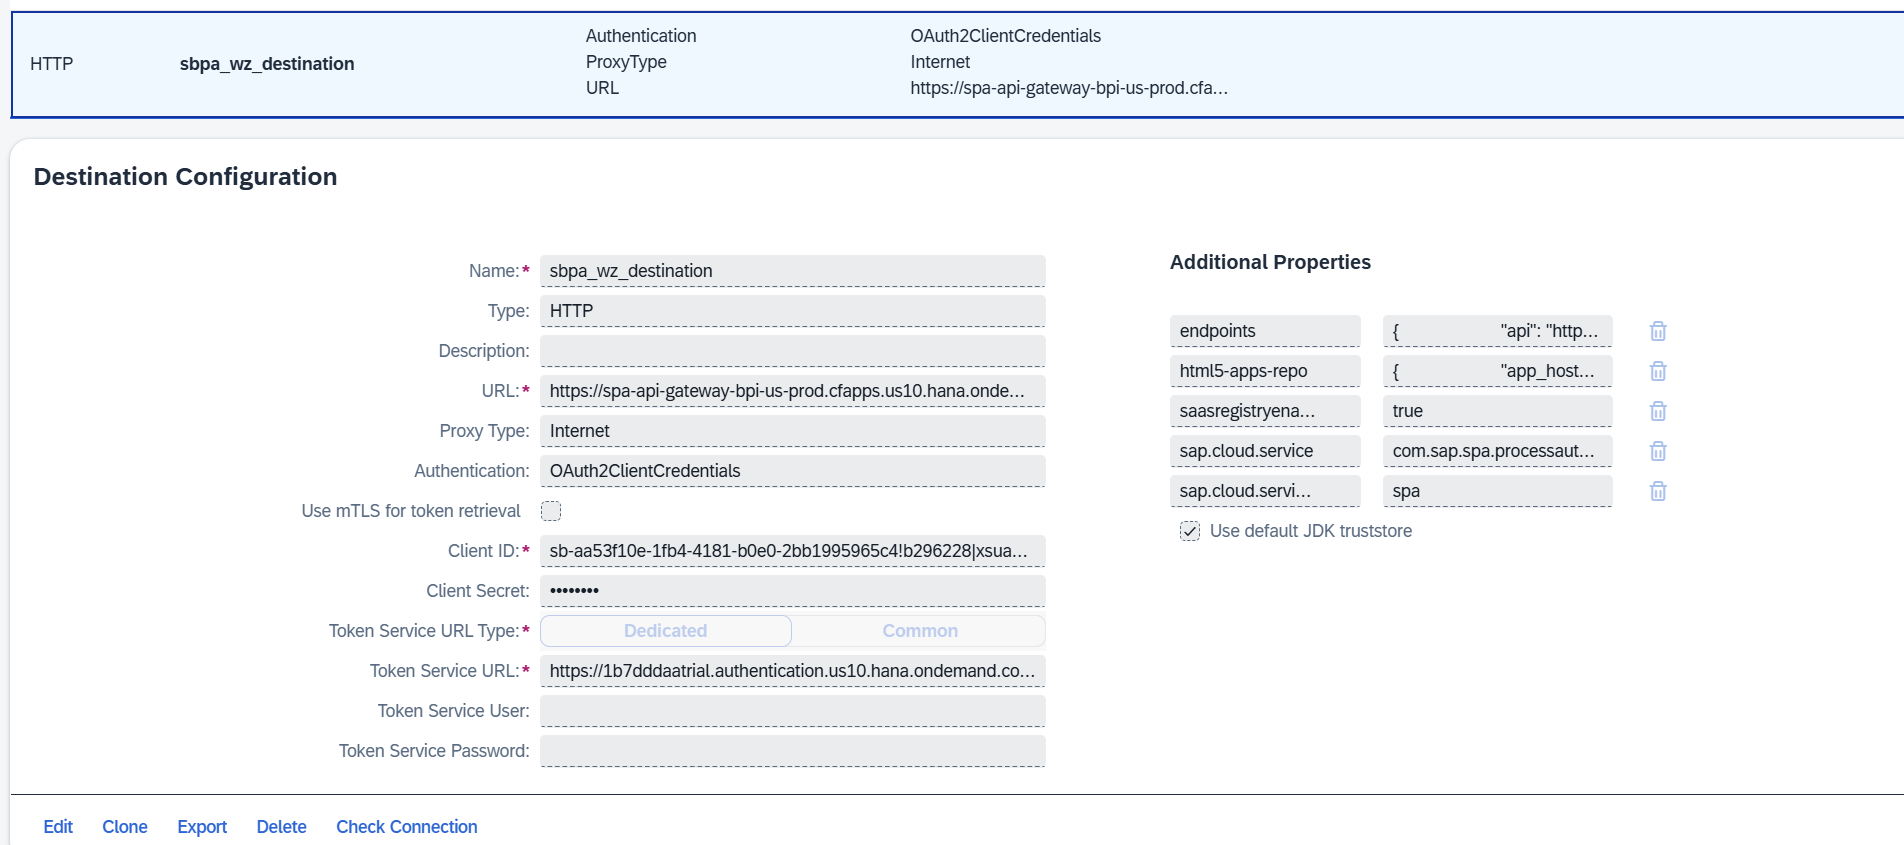 HTTP
sbpa_wz_destination
Authentication OAuth2ClientCredentials
ProxyType Internet
URL https://spa-api-gateway-bpi-us-prod.cfa...
Destination Configuration
Name:* sbpa_wz_destination
Type: HTTP
Description:
URL:* https://spa-api-gateway-bpi-us-prod.cfapps.us10.hana.onde...
Proxy Type: Internet
Authentication: OAuth2ClientCredentials
Use mTLS for token retrieval
Client ID:* sb-aa53f10e-1fb4-4181-b0e0-2bb1995965c4!b296228|xsua...
Client Secret: ••••••••
Token Service URL Type:* Dedicated Common
Token Service URL:* https://1b7dddaatrial.authentication.us10.hana.ondemand.co...
Token Service User:
Token Service Password:
Additional Properties
endpoints { "api": "http...
html5-apps-repo { "app_host...
saasregistryena... true
sap.cloud.service com.sap.spa.processaut...
sap.cloud.servi... spa
Use default JDK truststore
Edit Clone Export Delete Check Connection